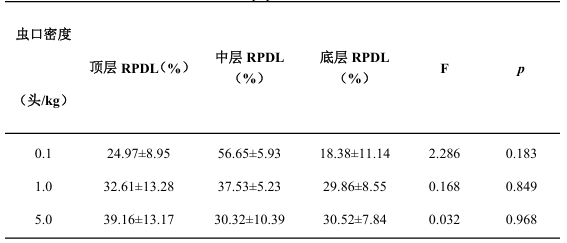 虫口密度
（头/kg）
顶层 RPDL（%）
中层 RPDL
（%）
底层 RPDL
（%）
F
p
0.1 24.97±8.95 56.65±5.93 18.38±11.14 2.286 0.183
1.0 32.61±13.28 37.53±5.23 29.86±8.55 0.168 0.849
5.0 39.16±13.17 30.32±10.39 30.52±7.84 0.032 0.968